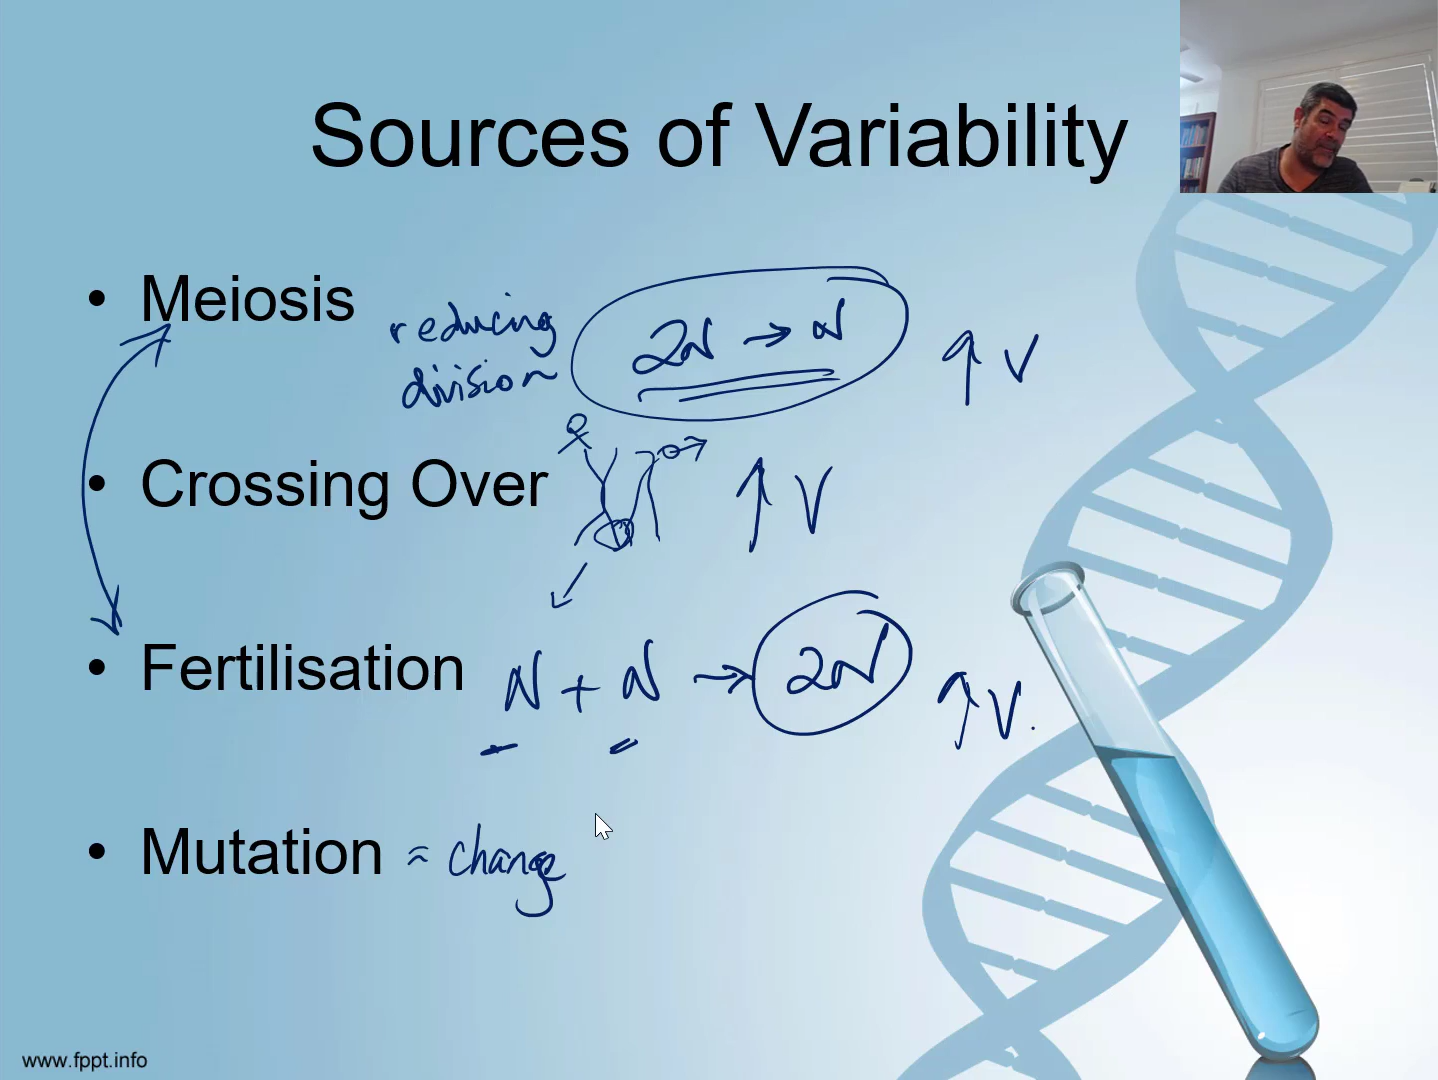 Sources of Variability
• Meiosis
reducing
division
2N → N
↑ V
• Crossing Over
↑ V
• Fertilisation N + N → 2N
↑ V.
• Mutation = change
www.fppt.info